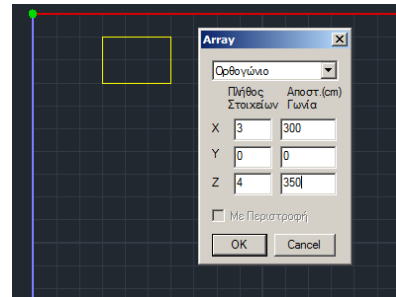 Array
Ορθογώνιο
Πλήθος Αποστ.(cm)
Στοιχείων Γωνία
X 3 300
Y 0 0
Z 4 350
Με Περιστροφή
OK Cancel